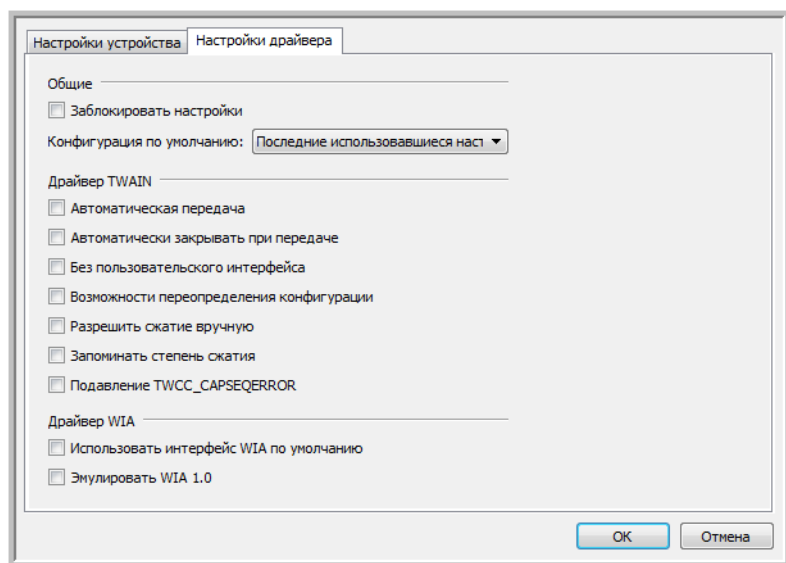 Настройки устройства Настройки драйвера
Общие
Заблокировать настройки
Конфигурация по умолчанию: Последние использовавшиеся наст
Драйвер TWAIN
Автоматическая передача
Автоматически закрывать при передаче
Без пользовательского интерфейса
Возможности переопределения конфигурации
Разрешить сжатие вручную
Запоминать степень сжатия
Подавление TWCC_CAPSEQERROR
Драйвер WIA
Использовать интерфейс WIA по умолчанию
Эмулировать WIA 1.0
OK Отмена